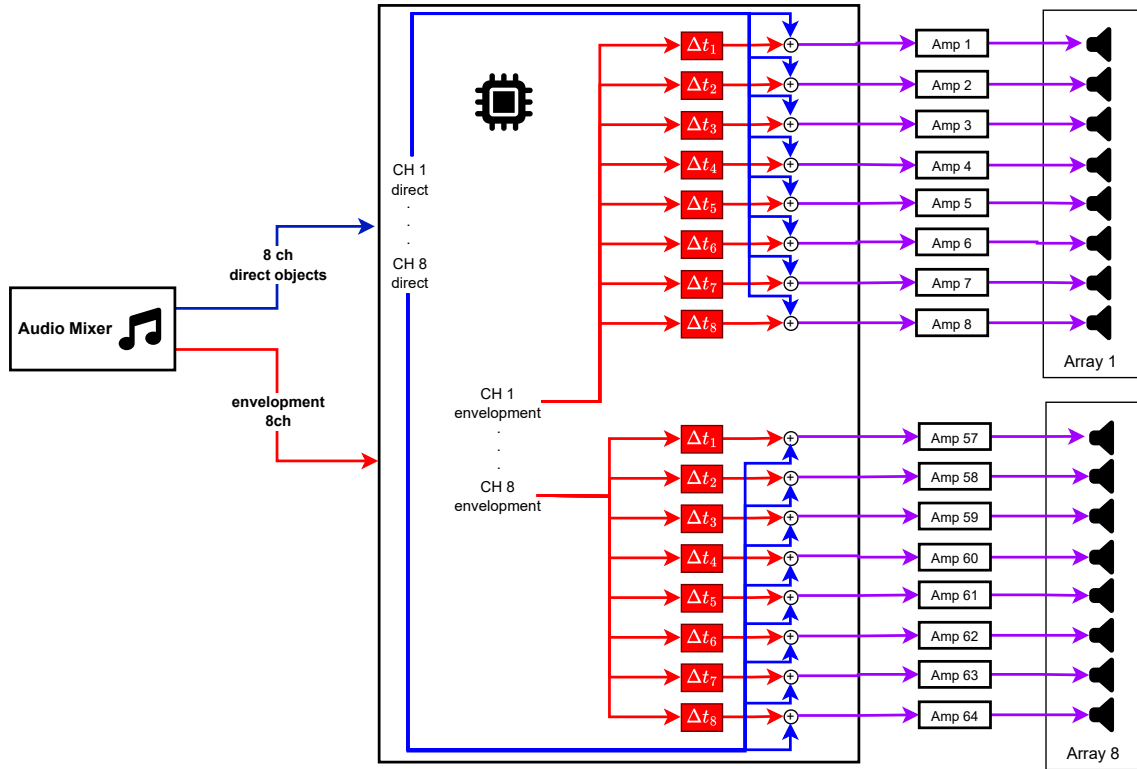 Audio Mixer
8 ch
direct objects
envelopment
8ch
CH 1
direct
.
.
.
CH 8
direct
CH 1
envelopment
.
.
.
CH 8
envelopment
Δt₁
Δt₂
Δt₃
Δt₄
Δt₅
Δt₆
Δt₇
Δt₈
Amp 1
Amp 2
Amp 3
Amp 4
Amp 5
Amp 6
Amp 7
Amp 8
Array 1
Δt₁
Δt₂
Δt₃
Δt₄
Δt₅
Δt₆
Δt₇
Δt₈
Amp 57
Amp 58
Amp 59
Amp 60
Amp 61
Amp 62
Amp 63
Amp 64
Array 8